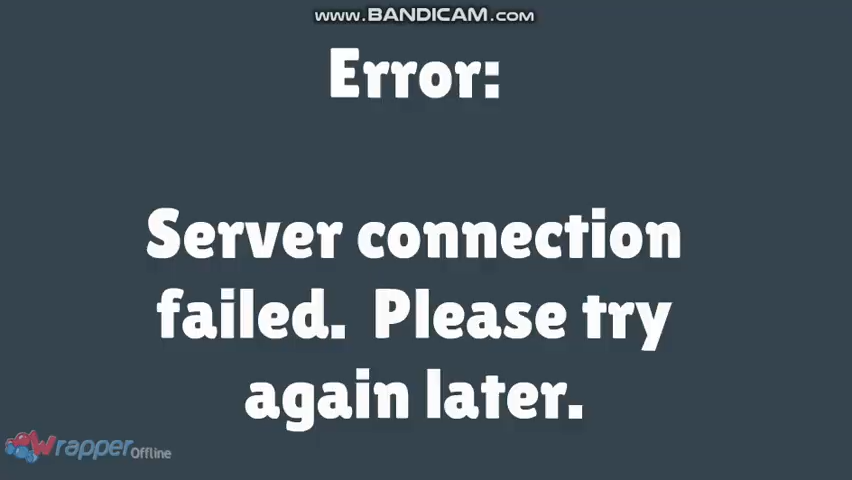 www.BANDICAM.com
Error:
Server connection
failed. Please try
again later.
Wrapper Offline